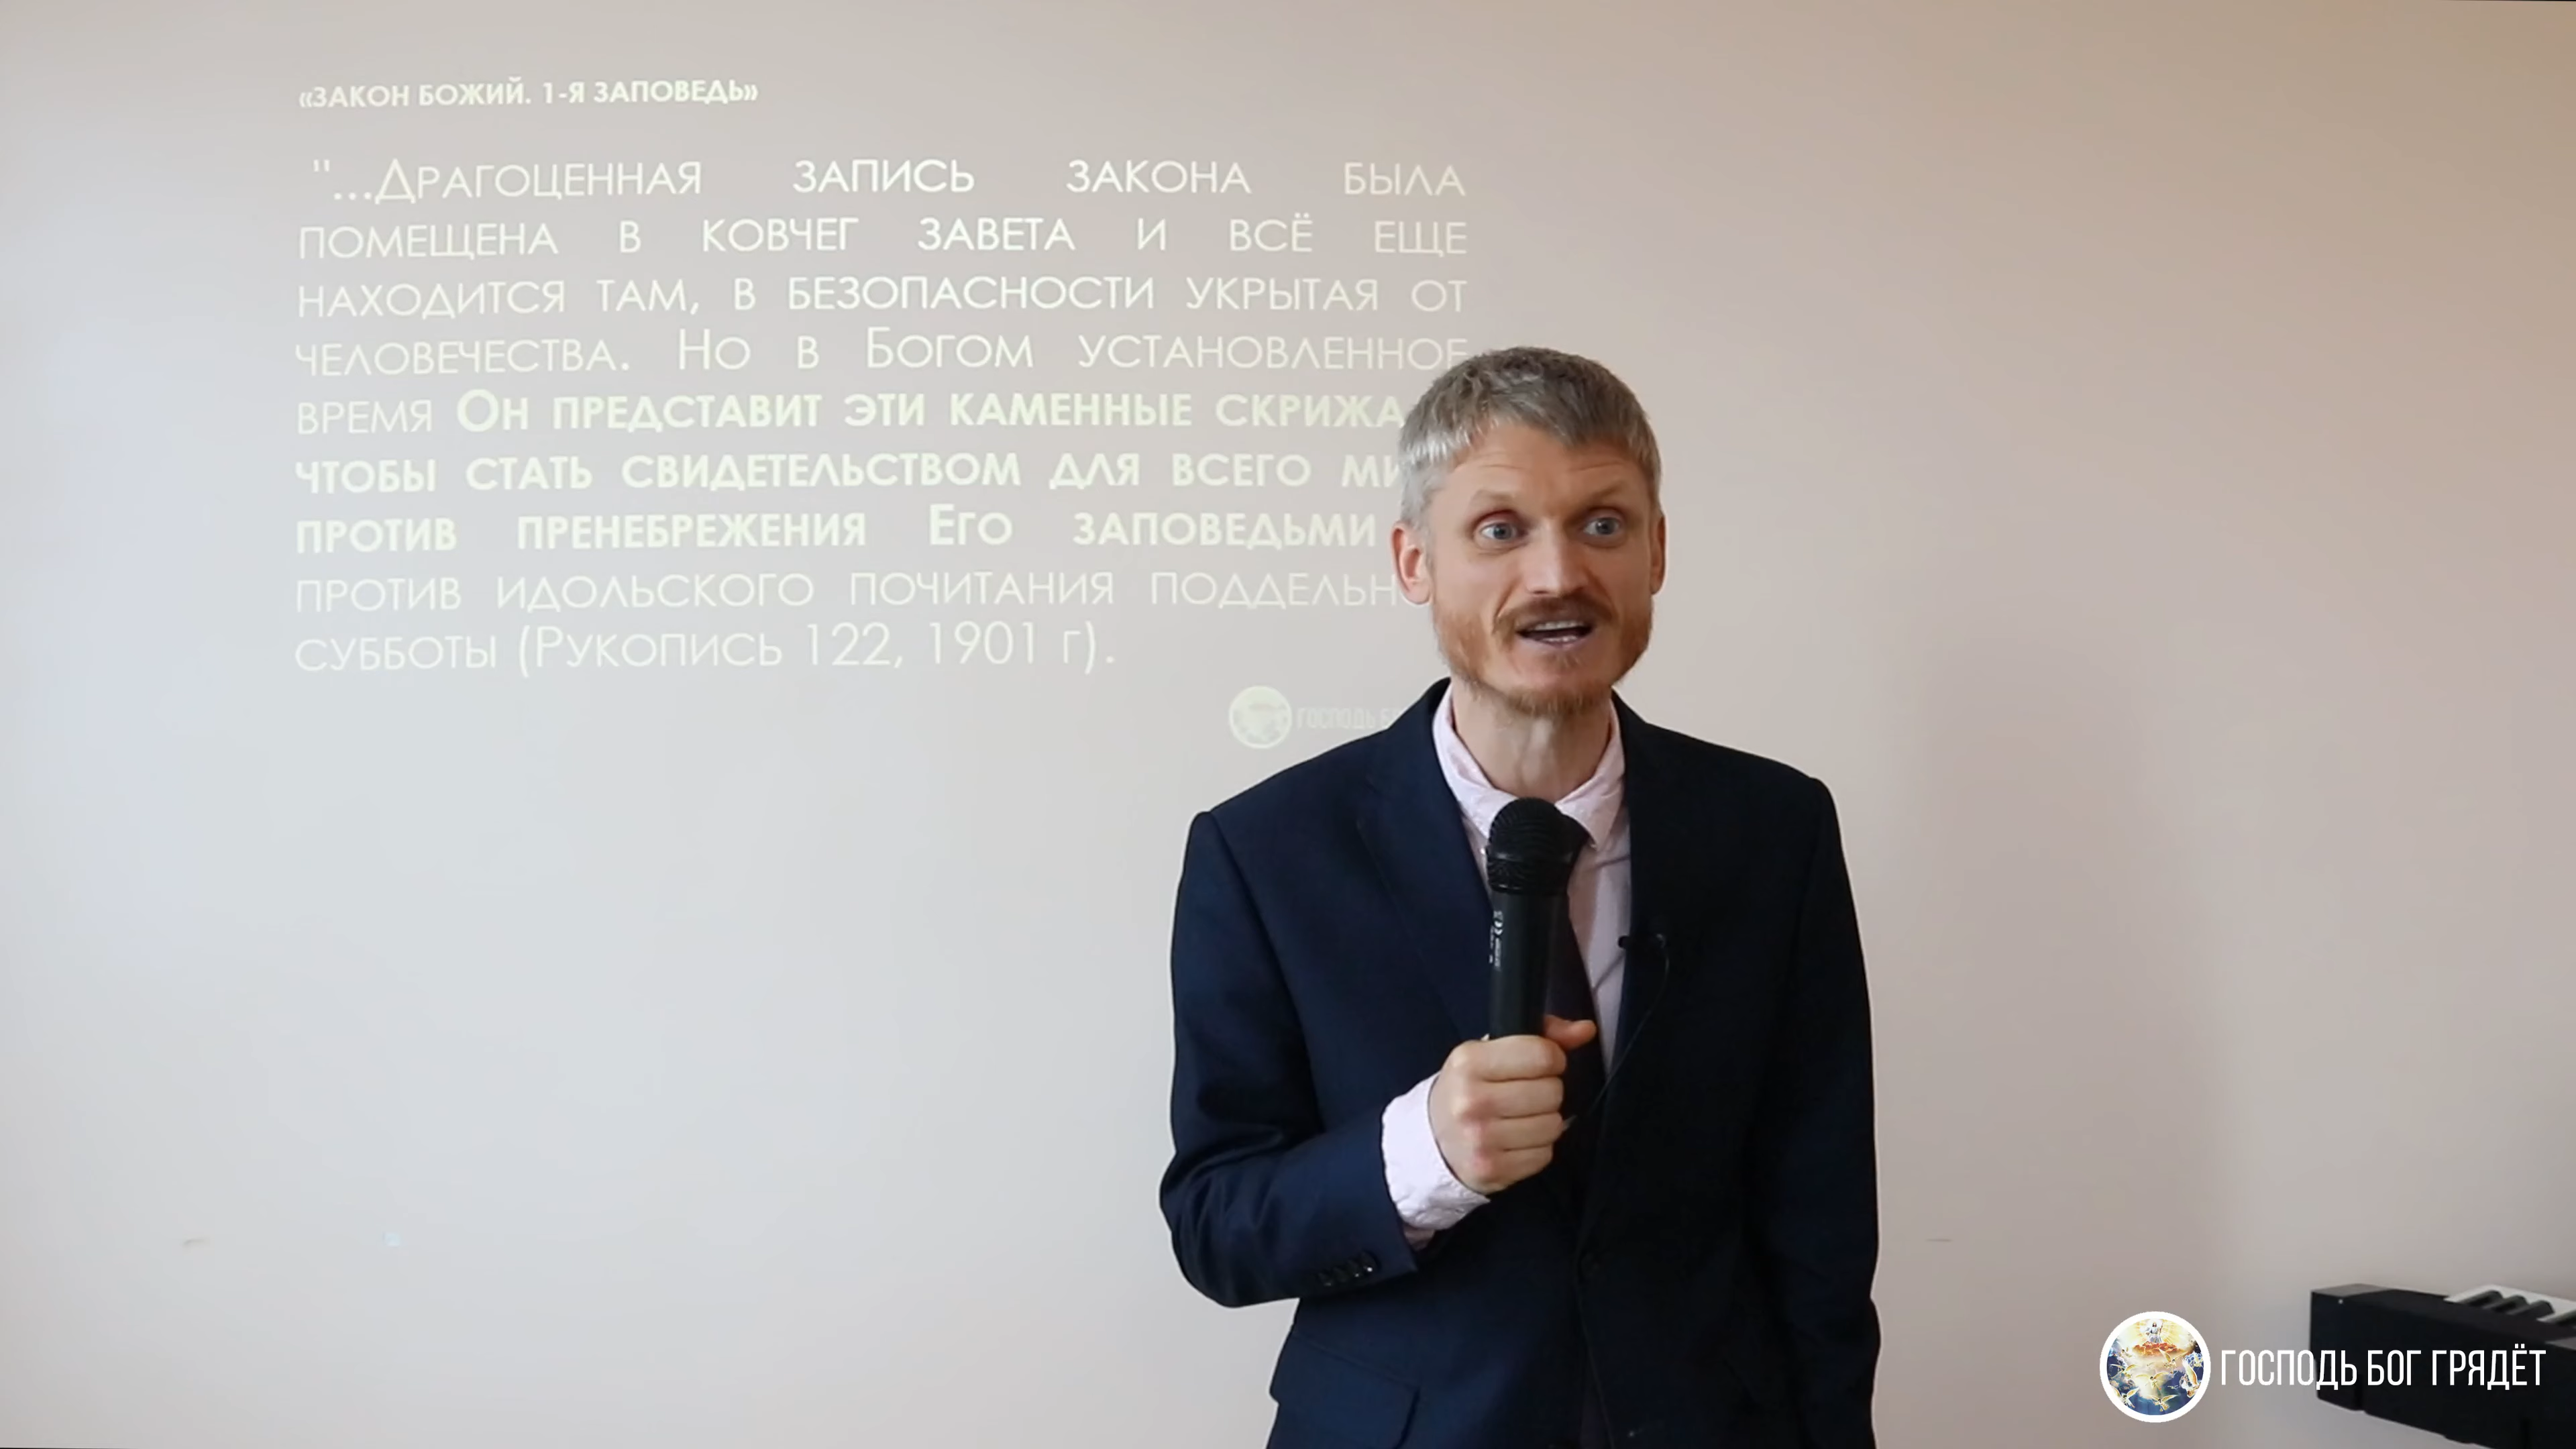 «ЗАКОН БОЖИЙ. 1-Я ЗАПОВЕДЬ»
"...ДРАГОЦЕННАЯ ЗАПИСЬ ЗАКОНА БЫЛА
ПОМЕЩЕНА В КОВЧЕГ ЗАВЕТА И ВСЁ ЕЩЕ
НАХОДИТСЯ ТАМ, В БЕЗОПАСНОСТИ УКРЫТАЯ ОТ
ЧЕЛОВЕЧЕСТВА. НО В БОГОМ УСТАНОВЛЕННОЕ
ВРЕМЯ ОН ПРЕДСТАВИТ ЭТИ КАМЕННЫЕ
ЧТОБЫ СТАТЬ СВИДЕТЕЛЬСТВОМ ДЛЯ ВСЕГО
ПРОТИВ ПРЕНЕБРЕЖЕНИЯ ЕГО ЗАПОВЕДЬМИ
ПРОТИВ ИДОЛЬСКОГО ПОЧИТАНИЯ
СУББОТЫ (РУКОПИСЬ 122, 1901 Г).
ГОСПОДЬ
ГОСПОДЬ БОГ ГРЯДЁТ